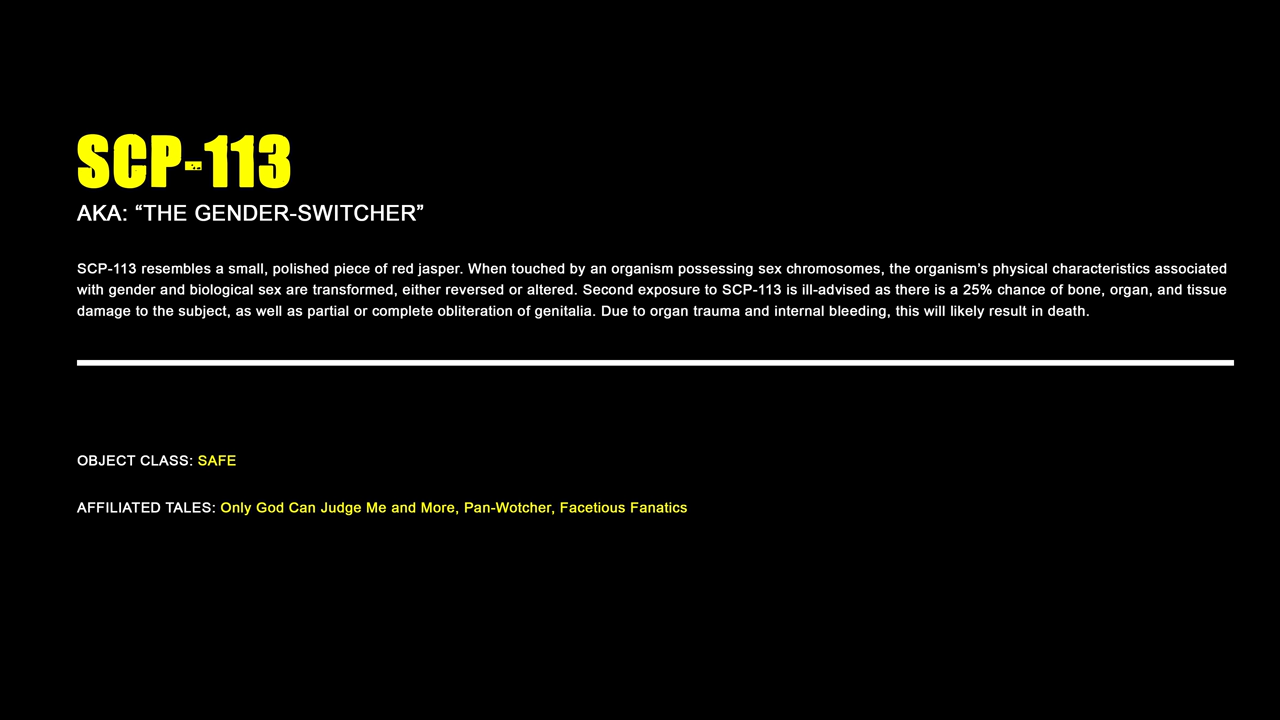 SCP-113
AKA: “THE GENDER-SWITCHER”
SCP-113 resembles a small, polished piece of red jasper. When touched by an organism possessing sex chromosomes, the organism’s physical characteristics associated
with gender and biological sex are transformed, either reversed or altered. Second exposure to SCP-113 is ill-advised as there is a 25% chance of bone, organ, and tissue
damage to the subject, as well as partial or complete obliteration of genitalia. Due to organ trauma and internal bleeding, this will likely result in death.
OBJECT CLASS: SAFE
AFFILIATED TALES: Only God Can Judge Me and More, Pan-Wotcher, Facetious Fanatics